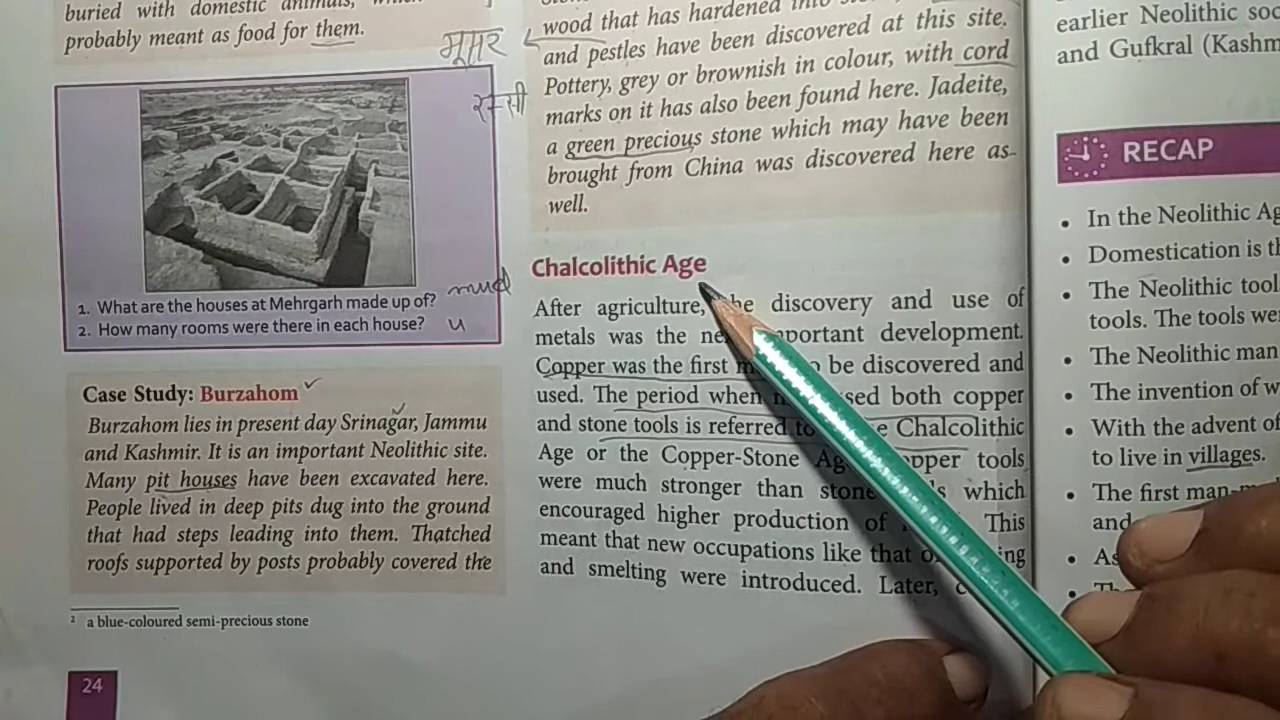 buried with domestic animals,
probably meant as food for them.
1. What are the houses at Mehrgarh made up of? mud
2. How many rooms were there in each house?
Case Study: Burzahom
Burzahom lies in present day Srinagar, Jammu
and Kashmir. It is an important Neolithic site.
Many pit houses have been excavated here.
People lived in deep pits dug into the ground
that had steps leading into them. Thatched
roofs supported by posts probably covered the
2 a blue-coloured semi-precious stone
24
wood that has hardened into
and pestles have been discovered at this site.
Pottery, grey or brownish in colour, with cord
marks on it has also been found here. Jadeite,
a green precious stone which may have been
brought from China was discovered here as
well.
रस्सी
Chalcolithic Age
After agriculture, he discovery and use of
metals was the ne portant development.
Copper was the first m o be discovered and
used. The period when sed both copper
and stone tools is referred to e Chalcolithic
Age or the Copper-Stone Ag pper tools
were much stronger than stone s which
encouraged higher production of This
meant that new occupations like that o ing
and smelting were introduced. Later, c
earlier Neolithic soc
and Gufkral (Kashm
RECAP
• In the Neolithic Ag
• Domestication is th
• The Neolithic tool
tools. The tools wer
• The Neolithic man
• The invention of w
• With the advent of
to live in villages.
• The first man-m
and
• As
• Th